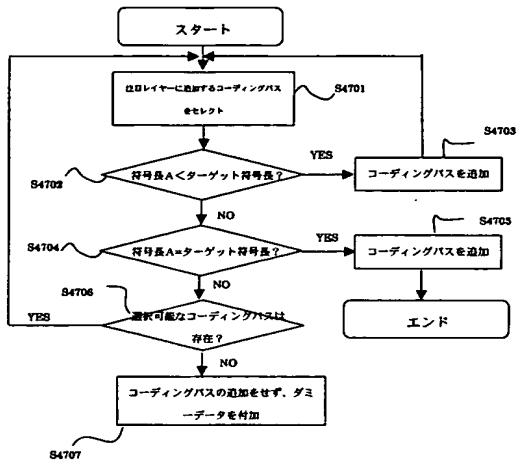 スタート
注目レイヤーに追加するコーディングパス
をセレクト
S4701
符号長A<ターゲット符号長?
YES
S4702
S4703
コーディングパスを追加
NO
符号長A=ターゲット符号長?
YES
S4704
S4705
コーディングパスを追加
NO
エンド
S4706
選択可能なコーディングパスは
存在?
YES
NO
コーディングパスの追加をせず、ダミ
ーデータを付加
S4707